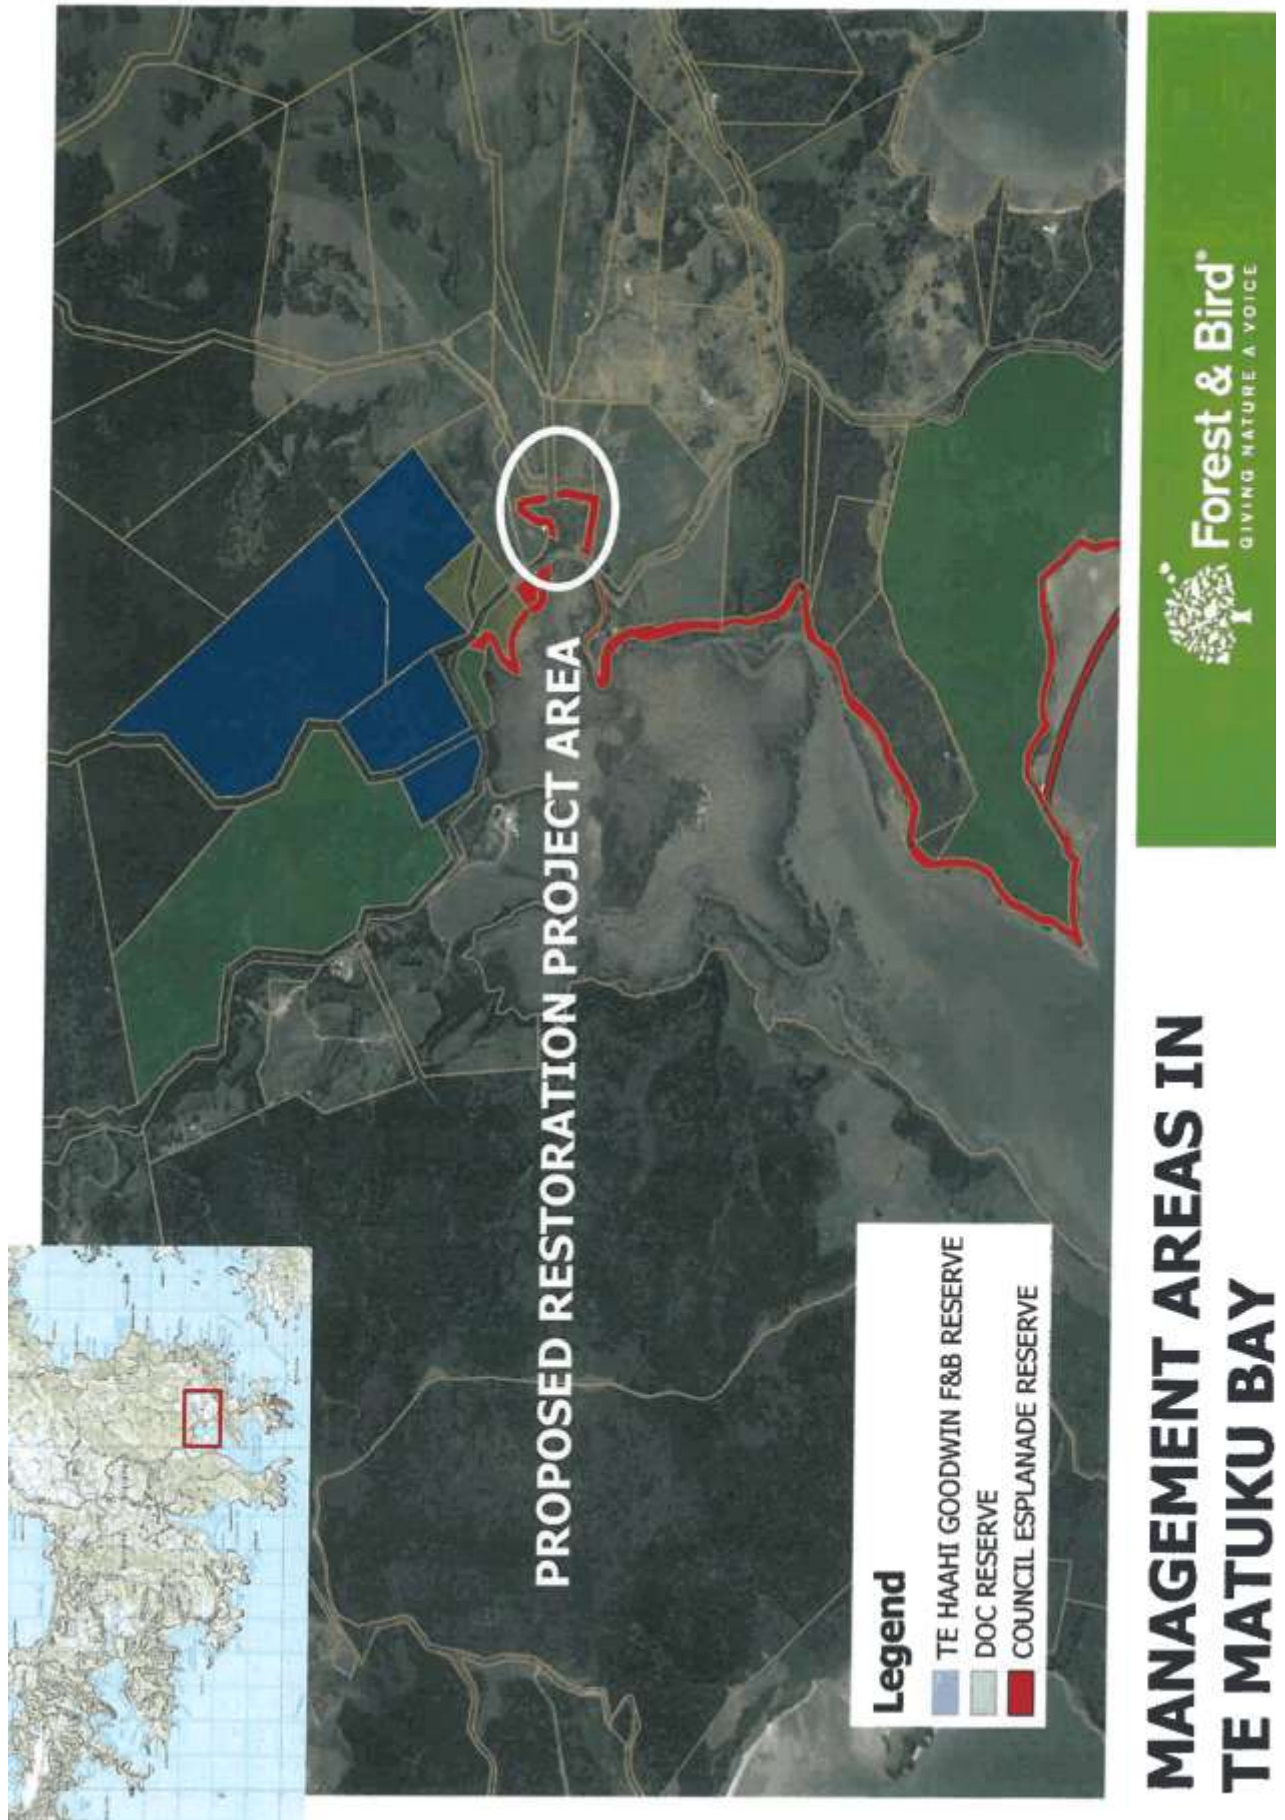 PROPOSED RESTORATION PROJECT AREA
Legend
TE HAAHI GOODWIN F&B RESERVE
DOC RESERVE
COUNCIL ESPLANADE RESERVE
MANAGEMENT AREAS IN
TE MATUKU BAY
Forest & Bird®
GIVING NATURE A VOICE